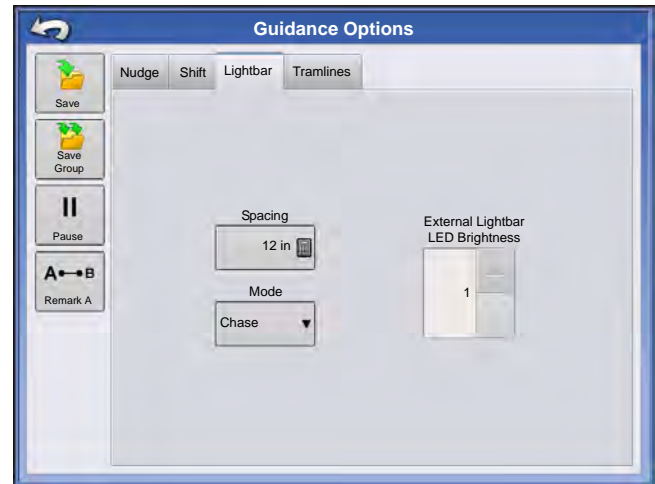 Guidance Options
Nudge Shift Lightbar Tramlines
Save
Save
Group
Pause
A B
Remark A
Spacing
12 in
Mode
Chase
External Lightbar
LED Brightness
1